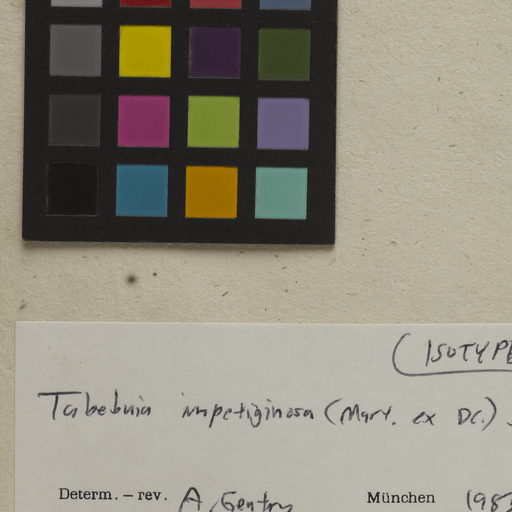 (ISOTYPE
Tabebuia impetiginosa (Mart. ex DC.)
Determ. – rev. A. Gentry München